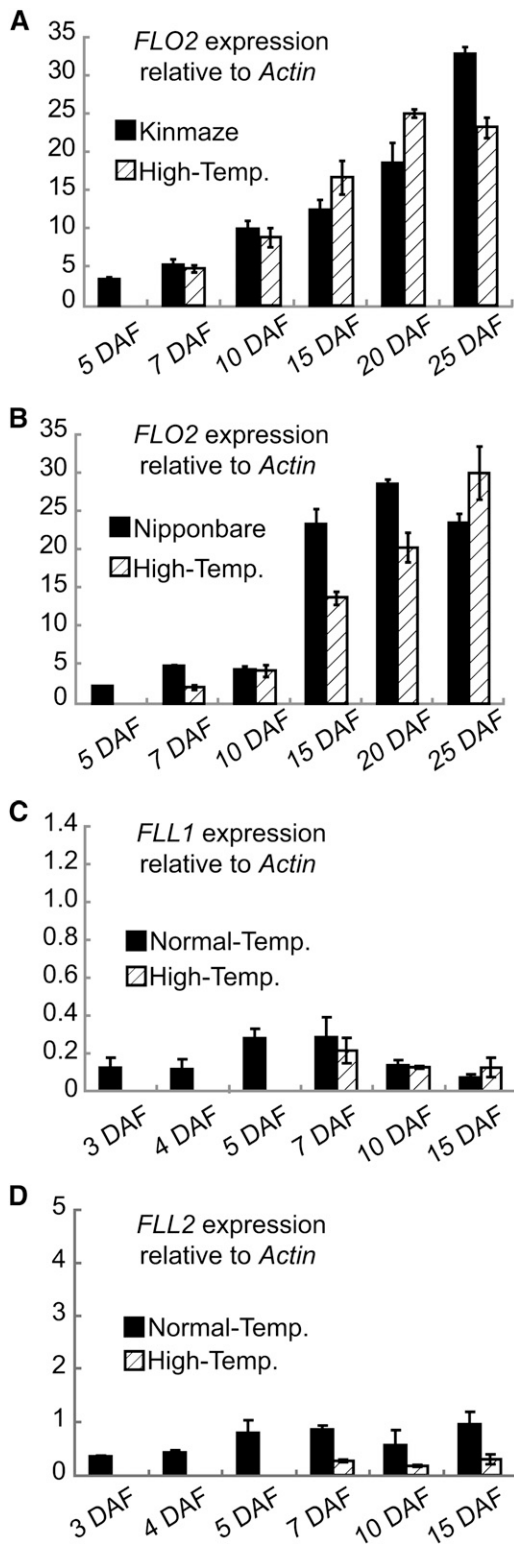 A
FLO2 expression
relative to Actin
35
30
25
20
15
10
5
0
Kinmaze
High-Temp.
5 DAF
7 DAF
10 DAF
15 DAF
20 DAF
25 DAF
B
FLO2 expression
relative to Actin
35
30
25
20
15
10
5
0
Nipponbare
High-Temp.
5 DAF
7 DAF
10 DAF
15 DAF
20 DAF
25 DAF
C
FLL1 expression
relative to Actin
1.4
1.2
1.0
0.8
0.6
0.4
0.2
0
Normal-Temp.
High-Temp.
3 DAF
4 DAF
5 DAF
7 DAF
10 DAF
15 DAF
D
FLL2 expression
relative to Actin
5
4
3
2
1
0
Normal-Temp.
High-Temp.
3 DAF
4 DAF
5 DAF
7 DAF
10 DAF
15 DAF